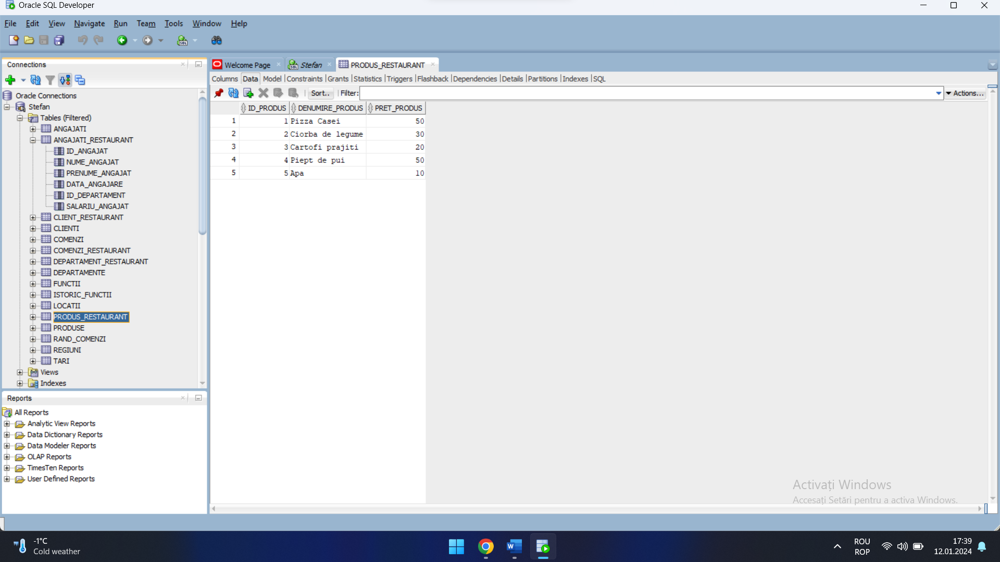 Oracle SQL Developer
File Edit View Navigate Run Team Tools Window Help
Connections
Oracle Connections
Stefan
Tables (Filtered)
ANGAJATI
ANGAJATI_RESTAURANT
ID_ANGAJAT
NUME_ANGAJAT
PRENUME_ANGAJAT
DATA_ANGAJARE
ID_DEPARTAMENT
SALARIU_ANGAJAT
CLIENT_RESTAURANT
CLIENTI
COMENZI
COMENZI_RESTAURANT
DEPARTAMENT_RESTAURANT
DEPARTAMENTE
FUNCTII
ISTORIC_FUNCTII
LOCATII
PRODUS_RESTAURANT
PRODUSE
RAND_COMENZI
REGIUNI
TARI
Views
Indexes
Reports
All Reports
Analytic View Reports
Data Dictionary Reports
Data Modeler Reports
OLAP Reports
TimesTen Reports
User Defined Reports
Welcome Page Stefan PRODUS_RESTAURANT
Columns Data Model Constraints Grants Statistics Triggers Flashback Dependencies Details Partitions Indexes SQL
Sort.. Filter: Actions...
ID_PRODUS DENUMIRE_PRODUS PRET_PRODUS
1 1 Pizza Casei 50
2 2 Ciorba de legume 30
3 3 Cartofi prajiti 20
4 4 Piept de pui 50
5 5 Apa 10
Activați Windows
Accesați Setări pentru a activa Windows.
-1°C
Cold weather
ROU
ROP
17:39
12.01.2024